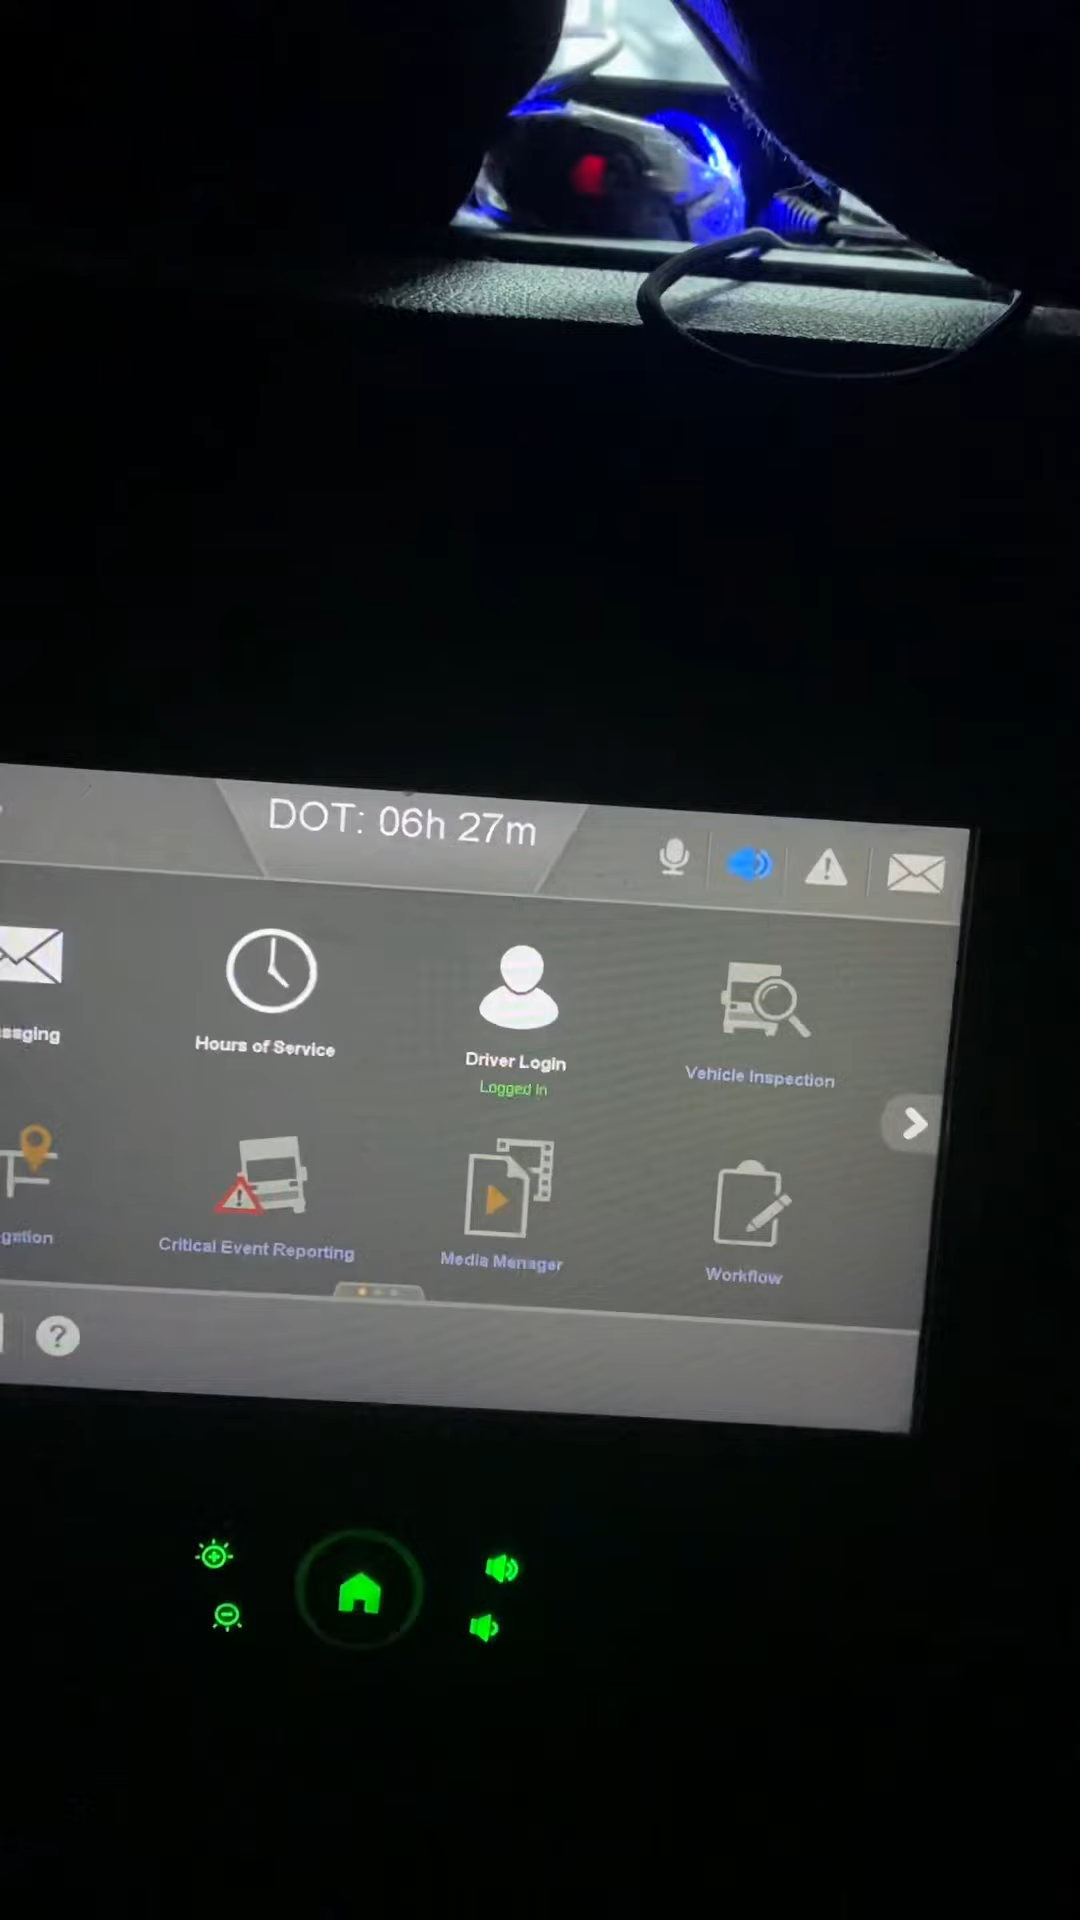 DOT: 06h 27m
Hours of Service
Driver Login
Logged In
Vehicle Inspection
Critical Event Reporting
Media Manager
Workflow
?